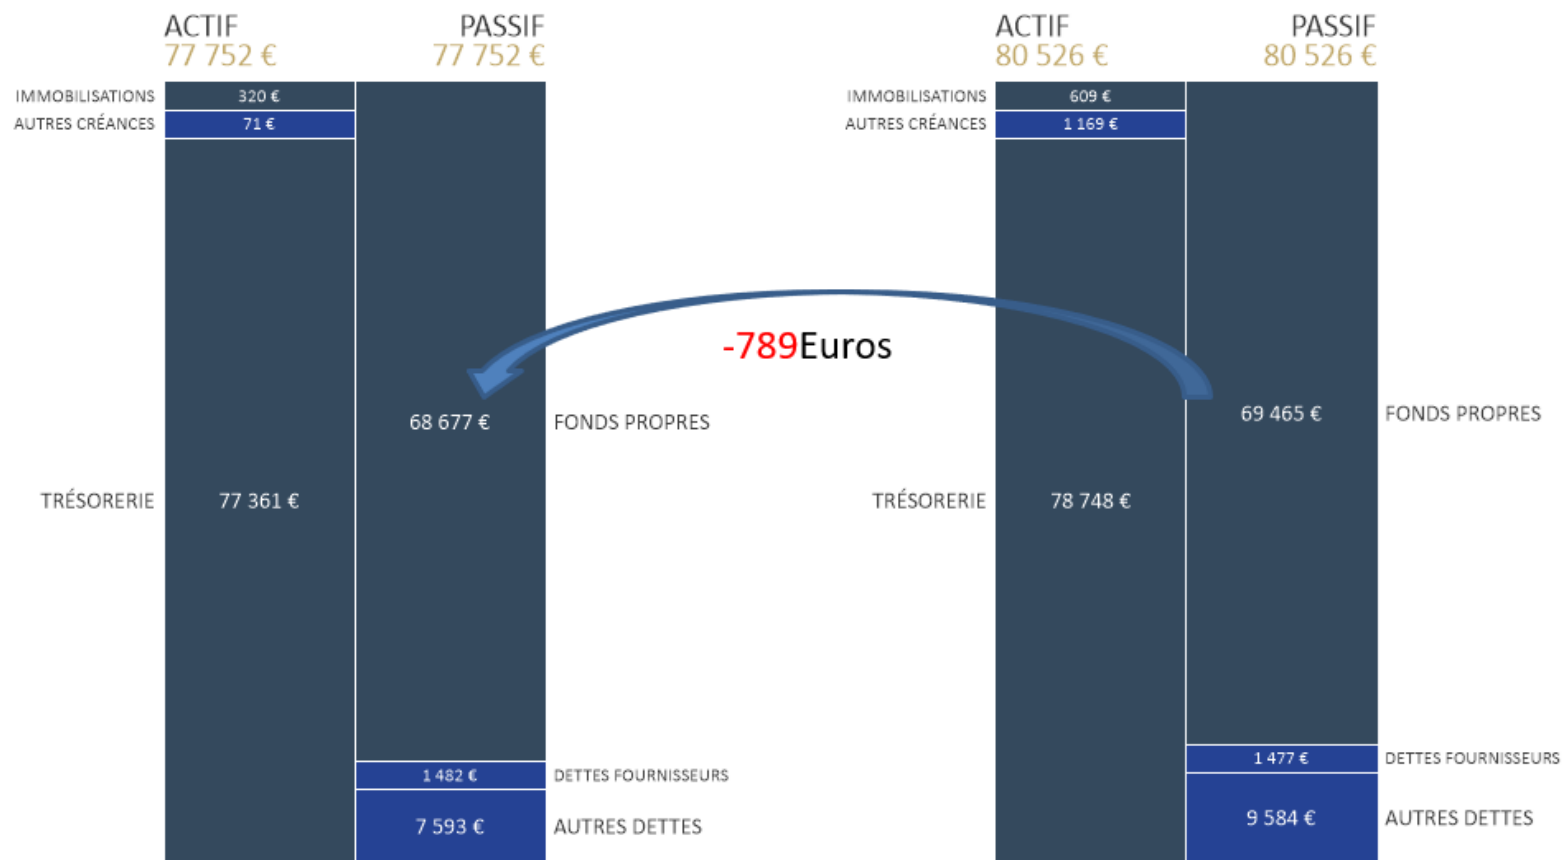 ACTIF PASSIF
77 752 € 77 752 €
IMMOBILISATIONS 320 €
AUTRES CRÉANCES 71 €
68 677 € FONDS PROPRES
TRÉSORERIE 77 361 €
1 482 € DETTES FOURNISSEURS
7 593 € AUTRES DETTES
-789Euros
ACTIF PASSIF
80 526 € 80 526 €
IMMOBILISATIONS 609 €
AUTRES CRÉANCES 1 169 €
69 465 € FONDS PROPRES
TRÉSORERIE 78 748 €
1 477 € DETTES FOURNISSEURS
9 584 € AUTRES DETTES